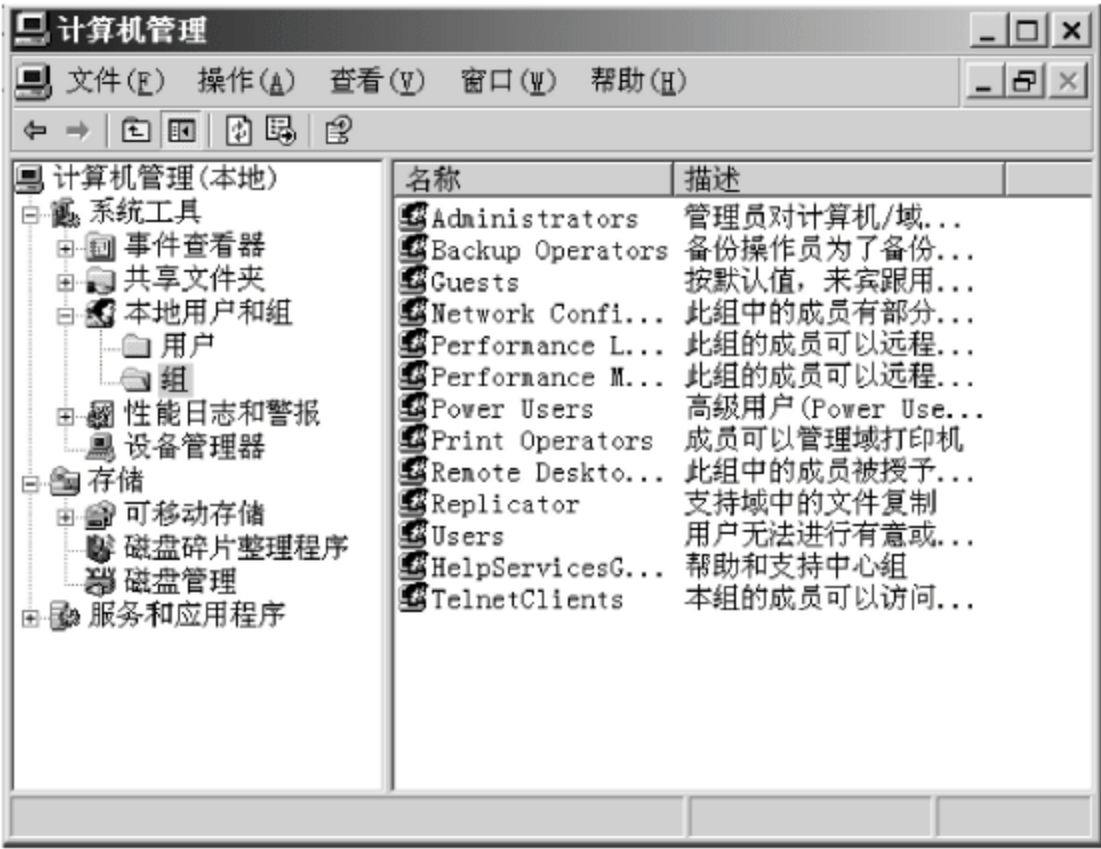 计算机管理
文件(F) 操作(A) 查看(V) 窗口(W) 帮助(H)
计算机管理(本地)
系统工具
事件查看器
共享文件夹
本地用户和组
用户
组
性能日志和警报
设备管理器
存储
可移动存储
磁盘碎片整理程序
磁盘管理
服务和应用程序
名称 描述
Administrators 管理员对计算机/域...
Backup Operators 备份操作员为了备份...
Guests 按默认值，来宾跟用...
Network Confi... 此组中的成员有部分...
Performance L... 此组的成员可以远程...
Performance M... 此组的成员可以远程...
Power Users 高级用户(Power Use...
Print Operators 成员可以管理域打印机
Remote Deskto... 此组中的成员被授予...
Replicator 支持域中的文件复制
Users 用户无法进行有意或...
HelpServicesG... 帮助和支持中心组
TelnetClients 本组的成员可以访问...